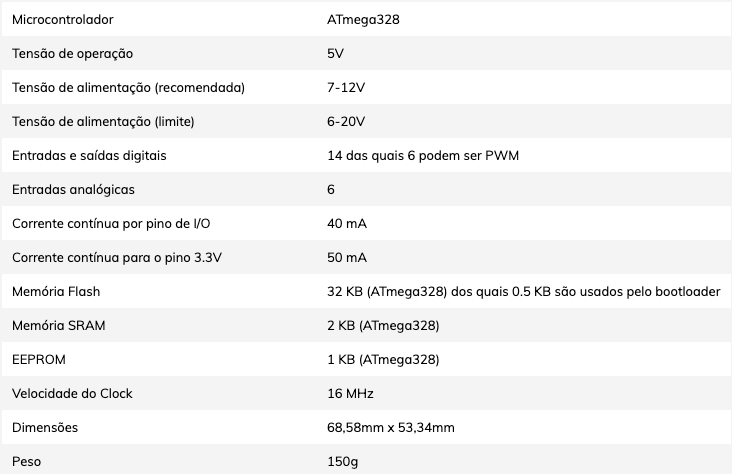 Microcontrolador ATmega328
Tensão de operação 5V
Tensão de alimentação (recomendada) 7-12V
Tensão de alimentação (limite) 6-20V
Entradas e saídas digitais 14 das quais 6 podem ser PWM
Entradas analógicas 6
Corrente contínua por pino de I/O 40 mA
Corrente contínua para o pino 3.3V 50 mA
Memória Flash 32 KB (ATmega328) dos quais 0.5 KB são usados pelo bootloader
Memória SRAM 2 KB (ATmega328)
EEPROM 1 KB (ATmega328)
Velocidade do Clock 16 MHz
Dimensões 68,58mm x 53,34mm
Peso 150g